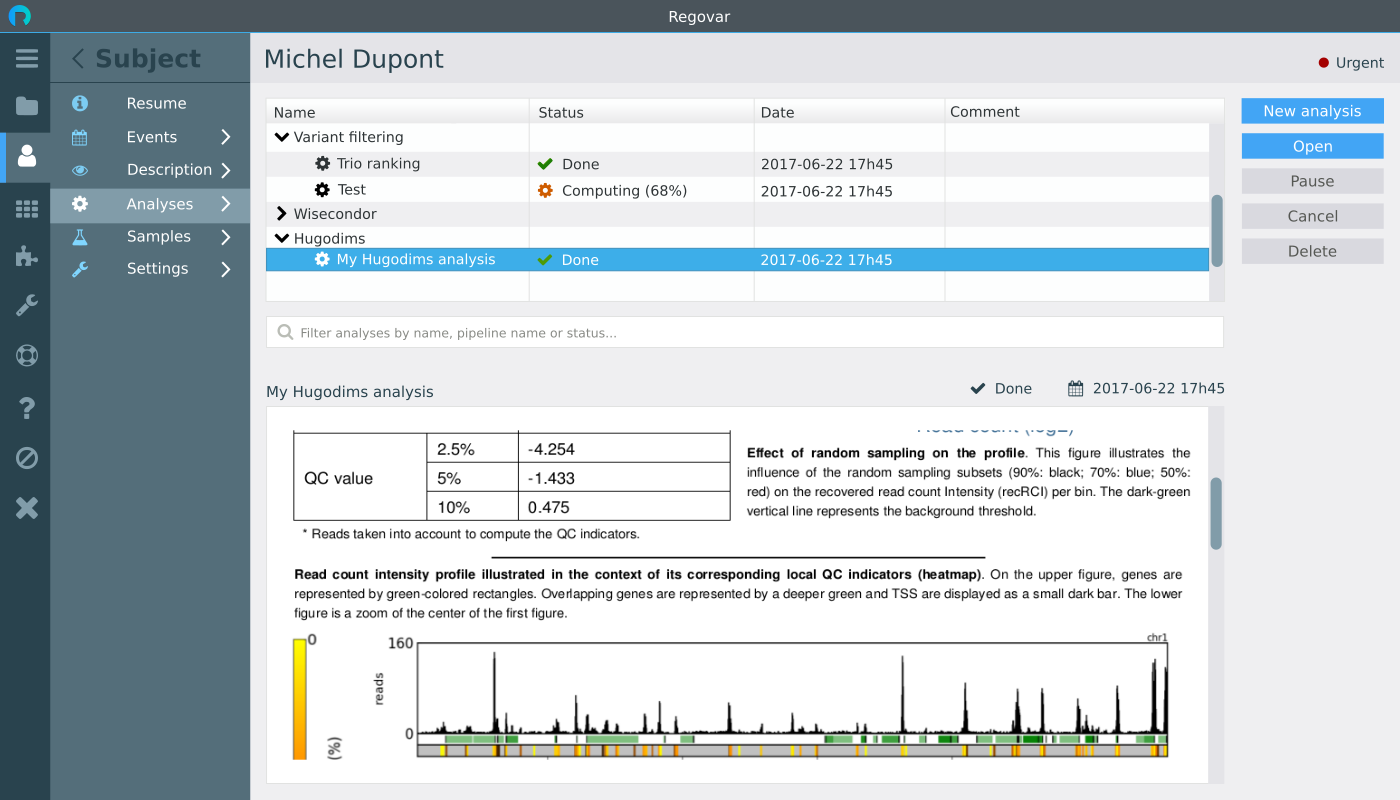 Regovar
Subject
Michel Dupont
Urgent
Resume
Events
Description
Analyses
Samples
Settings
Name Status Date Comment
Variant filtering
Trio ranking Done 2017-06-22 17h45
Test Computing (68%) 2017-06-22 17h45
Wisecondor
Hugodims
My Hugodims analysis Done 2017-06-22 17h45
New analysis
Open
Pause
Cancel
Delete
Filter analyses by name, pipeline name or status...
My Hugodims analysis Done 2017-06-22 17h45
QC value
2.5% -4.254
5% -1.433
10% 0.475
* Reads taken into account to compute the QC indicators.
Read count (log2)
Effect of random sampling on the profile. This figure illustrates the
influence of the random sampling subsets (90%: black; 70%: blue; 50%:
red) on the recovered read count Intensity (recRCI) per bin. The dark-green
vertical line represents the background threshold.
Read count intensity profile illustrated in the context of its corresponding local QC indicators (heatmap). On the upper figure, genes are
represented by green-colored rectangles. Overlapping genes are represented by a deeper green and TSS are displayed as a small dark bar. The lower
figure is a zoom of the center of the first figure.
0
(%)
160
reads
0
chr1